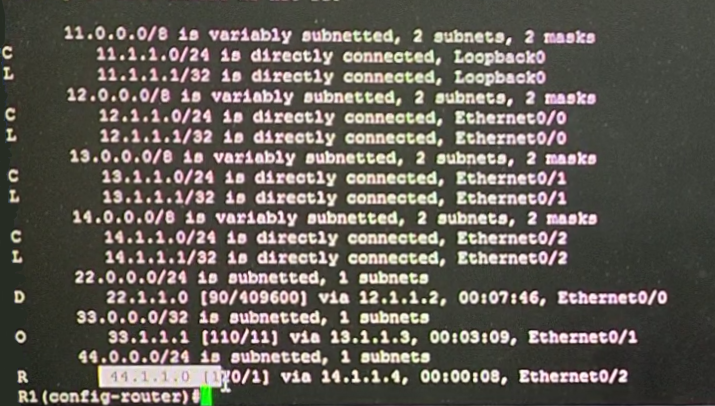 11.0.0.0/8 is variably subnetted, 2 subnets, 2 masks
C 11.1.1.0/24 is directly connected, Loopback0
L 11.1.1.1/32 is directly connected, Loopback0
12.0.0.0/8 is variably subnetted, 2 subnets, 2 masks
C 12.1.1.0/24 is directly connected, Ethernet0/0
L 12.1.1.1/32 is directly connected, Ethernet0/0
13.0.0.0/8 is variably subnetted, 2 subnets, 2 masks
C 13.1.1.0/24 is directly connected, Ethernet0/1
L 13.1.1.1/32 is directly connected, Ethernet0/1
14.0.0.0/8 is variably subnetted, 2 subnets, 2 masks
C 14.1.1.0/24 is directly connected, Ethernet0/2
L 14.1.1.1/32 is directly connected, Ethernet0/2
22.0.0.0/24 is subnetted, 1 subnets
D 22.1.1.0 [90/409600] via 12.1.1.2, 00:07:46, Ethernet0/0
33.0.0.0/32 is subnetted, 1 subnets
O 33.1.1.1 [110/11] via 13.1.1.3, 00:03:09, Ethernet0/1
44.0.0.0/24 is subnetted, 1 subnets
R 44.1.1.0 [120/1] via 14.1.1.4, 00:00:08, Ethernet0/2
R1(config-router)#